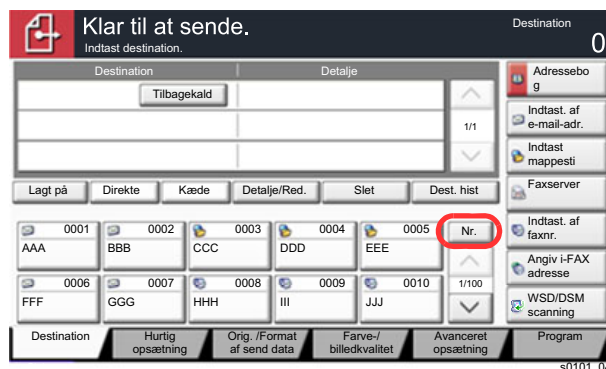 Klar til at sende.
Indtast destination.
Destination
0
Destination
Detalje
Tilbagekald
1/1
Adressebo
g
Indtast. af
e-mail-adr.
Indtast
mappesti
Faxserver
Indtast. af
faxnr.
Angiv i-FAX
adresse
WSD/DSM
scanning
Lagt på
Direkte
Kæde
Detalje/Red.
Slet
Dest. hist
0001
AAA
0002
BBB
0003
CCC
0004
DDD
0005
EEE
Nr.
0006
FFF
0007
GGG
0008
HHH
0009
III
0010
JJJ
1/100
Destination
Hurtig
opsætning
Orig. /Format
af send data
Farve-/
billedkvalitet
Avanceret
opsætning
Program